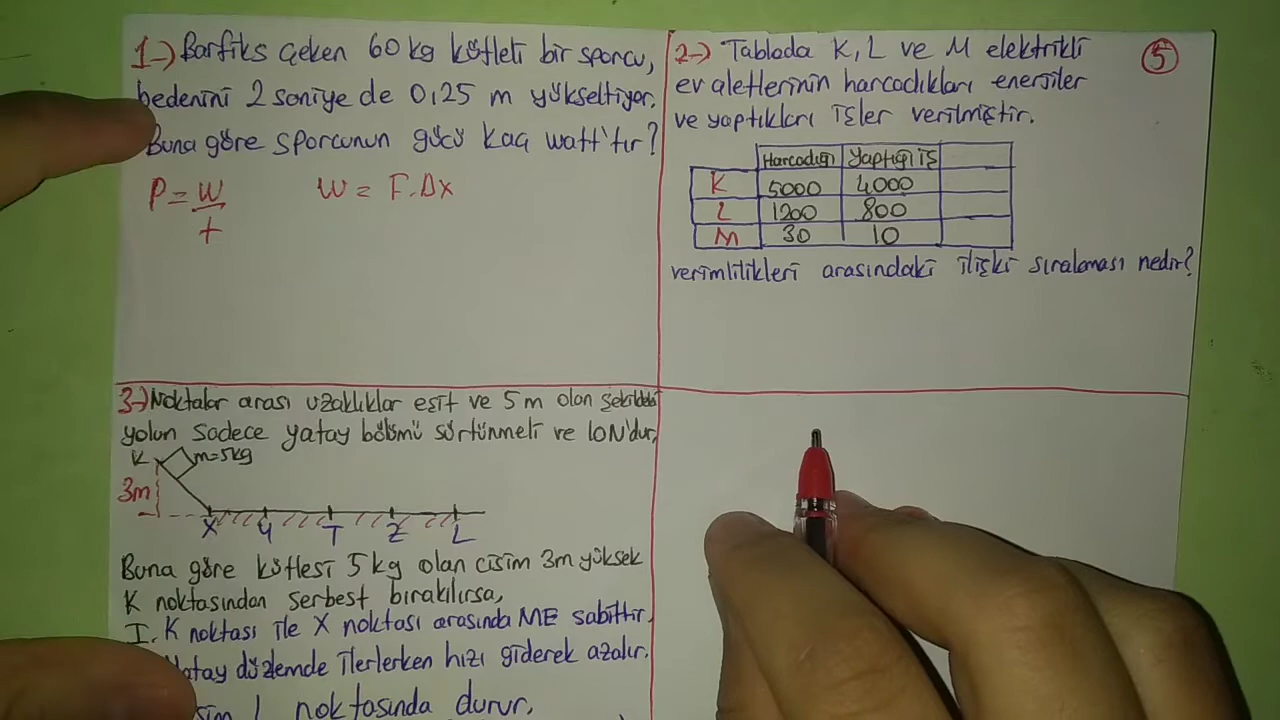 1-) Barfiks çeken 60 kg kütleli bir sporcu,
bedenini 2 saniye de 0,25 m yükseltiyor.
Buna göre sporcunun gücü kaç watt'tır?
P = W
t
W = F.Δx
2-) Tabloda K, L ve M elektrikli
ev aletlerinin harcadıkları enerjiler
ve yaptıkları işler verilmiştir.
5
Harcadığı Yaptığı iş
K 5000 4000
L 1200 800
M 30 10
verimlilikleri arasındaki ilişki sıralaması nedir?
3-) Noktalar arası uzaklıklar eşit ve 5 m olan şekildeki
yolun sadece yatay bölümü sürtünmeli ve 10N'dur.
K m=5kg
3m
X Y T Z L
Buna göre kütlesi 5 kg olan cisim 3m yüksek
K noktasından serbest bırakılırsa,
I. K noktası ile X noktası arasında ME sabittir.
Yatay düzlemde ilerlerken hızı giderek azalır.
L noktasında durur.